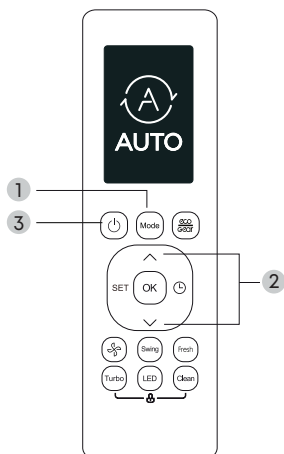 A
AUTO
1
3
Mode
eco
Gear
2
SET
OK
Swing
Fresh
Turbo
LED
Clean